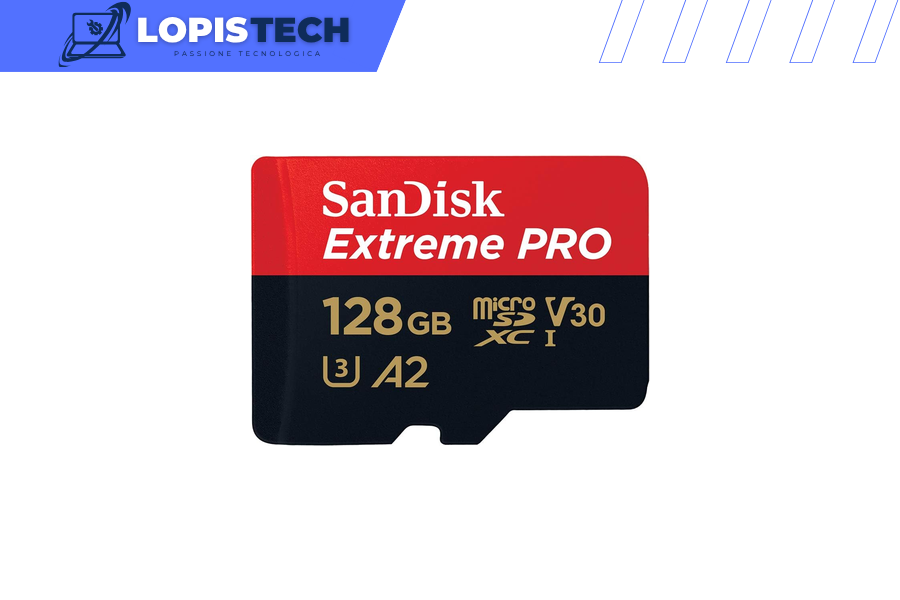 LOPISTECH
PASSIONE TECNOLOGICA
SanDisk
Extreme PRO
128GB micro SD XC I V30
3 A2